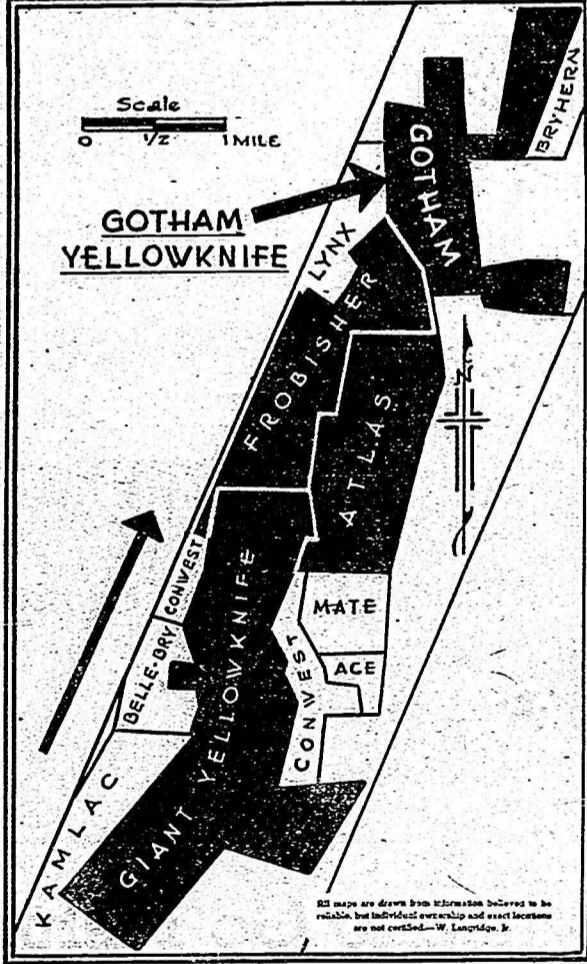 Scale
0 1/2 1 MILE
GOTHAM
YELLOWKNIFE
BRYHERN
GOTHAM
LYNX
FROBISHER
N
ATLAS
CONWEST
BELLE-BRY
MATE
ACE
CONWEST
GIANT YELLOWKNIFE
KAMLAC
All maps are drawn from information believed to be
reliable, but individual ownership and exact locations
are not certified—W. Langridge, Jr.